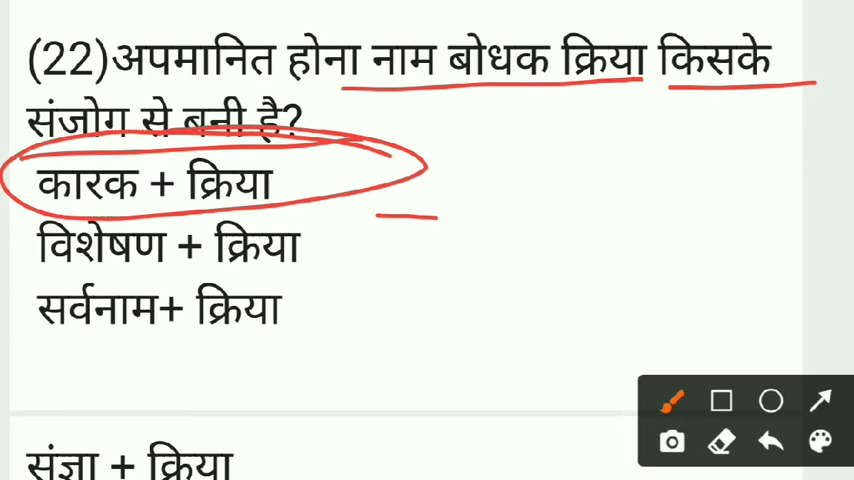 (22)अपमानित होना नाम बोधक क्रिया किसके
संजोग से बनी है?
कारक + क्रिया
विशेषण + क्रिया
सर्वनाम+ क्रिया
संज्ञा + क्रिया